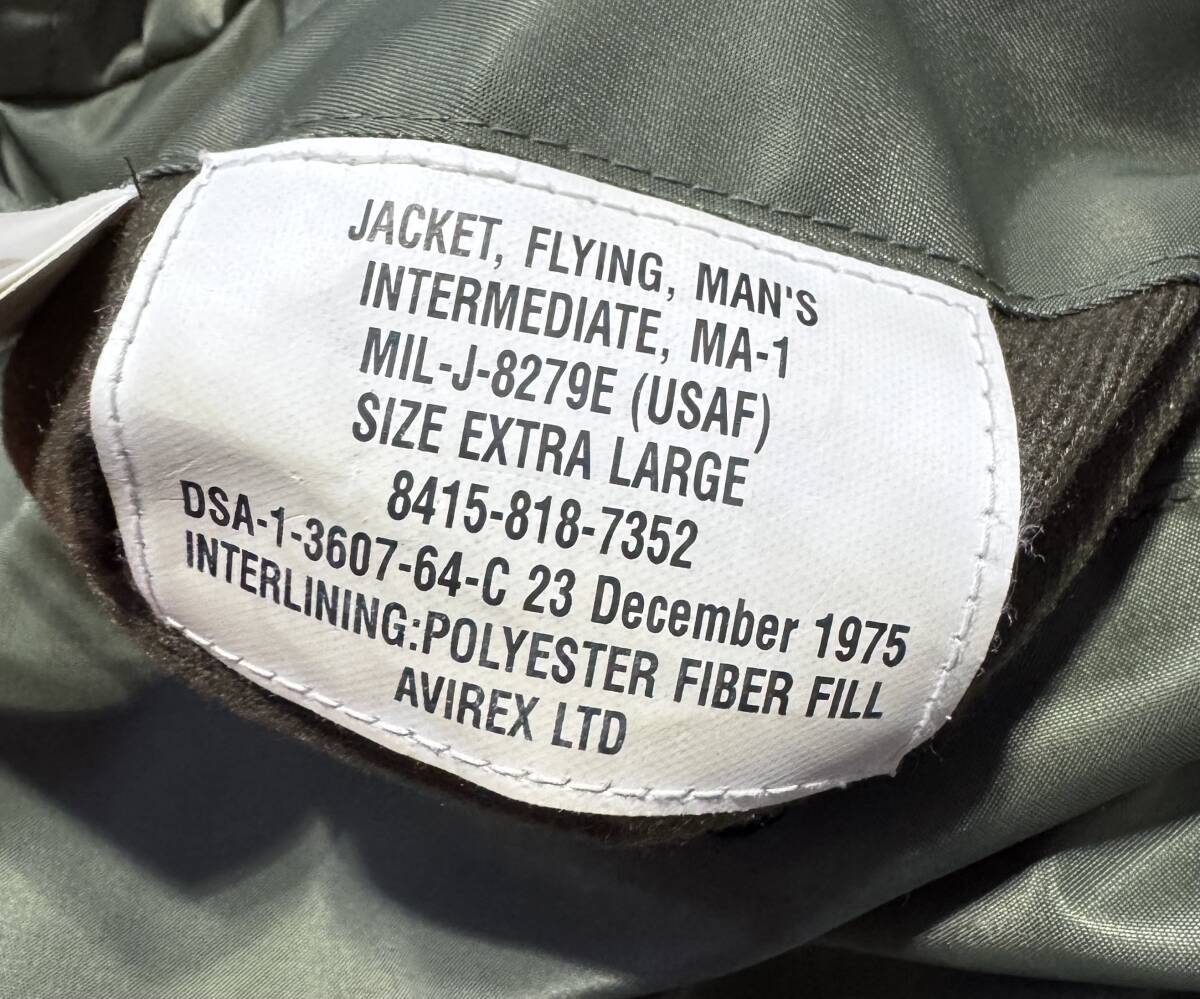 JACKET, FLYING, MAN'S
INTERMEDIATE, MA-1
MIL-J-8279E (USAF)
SIZE EXTRA LARGE
8415-818-7352
DSA-1-3607-64-C 23 December 1975
INTERLINING:POLYESTER FIBER FILL
AVIREX LTD